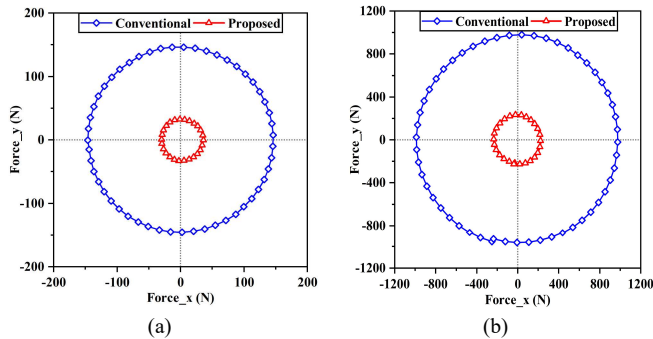 Conventional Proposed
200
100
0
-100
-200
Force_y (N)
-200 -100 0 100 200
Force_x (N)
(a)
Conventional Proposed
1200
800
400
0
-400
-800
-1200
Force_y (N)
-1200 -800 -400 0 400 800 1200
Force_x (N)
(b)